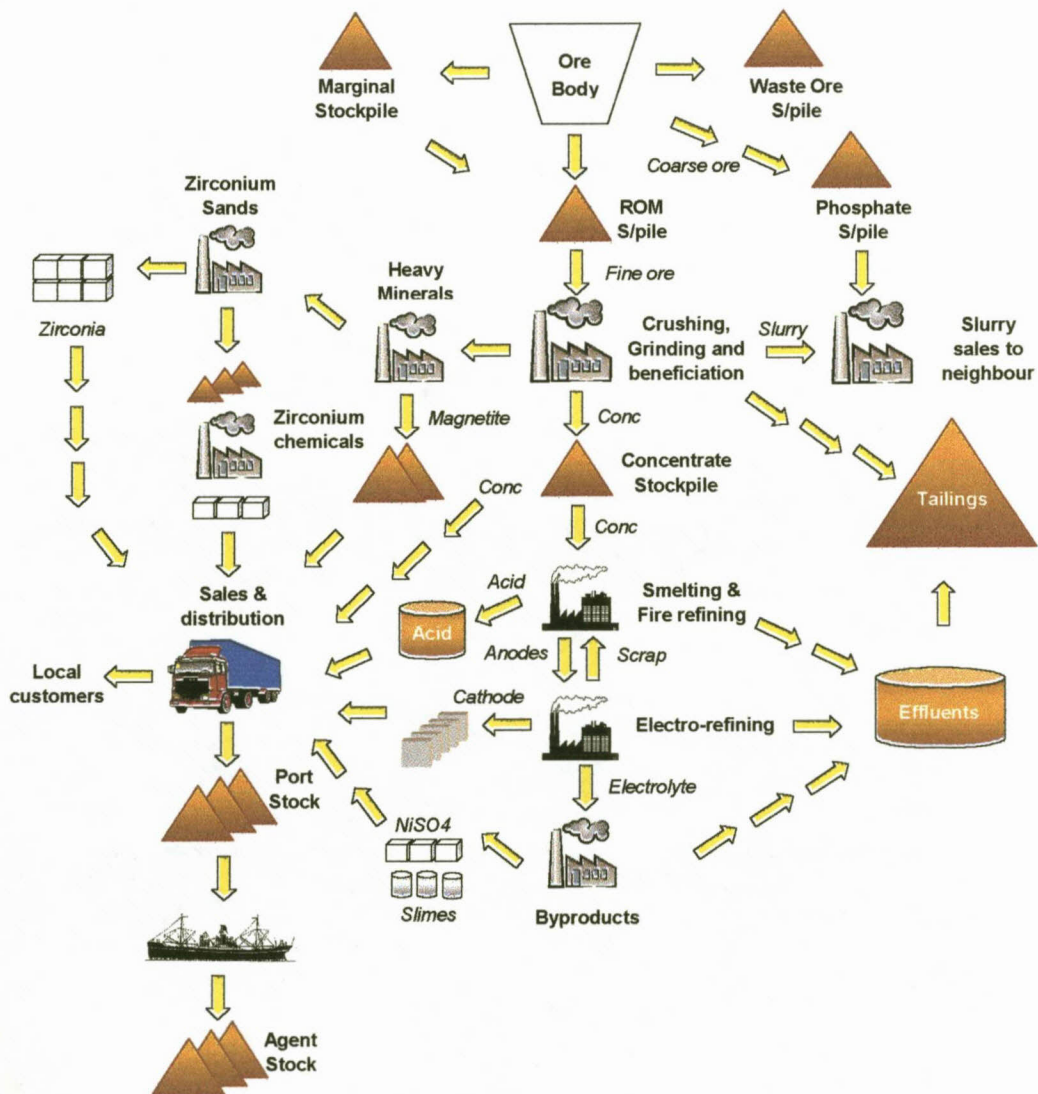 Ore
Body
Marginal
Stockpile
Waste Ore
S/pile
Coarse ore
Zirconium
Sands
ROM
S/pile
Phosphate
S/pile
Fine ore
Heavy
Minerals
Zirconia
Crushing,
Grinding and
beneficiation
Slurry
Slurry
sales to
neighbour
Magnetite
Conc
Zirconium
chemicals
Concentrate
Stockpile
Conc
Tailings
Conc
Sales &
distribution
Acid
Acid
Smelting &
Fire refining
Anodes
Scrap
Local
customers
Cathode
Electro-refining
Effluents
Port
Stock
Electrolyte
NiSO4
Slimes
Byproducts
Agent
Stock